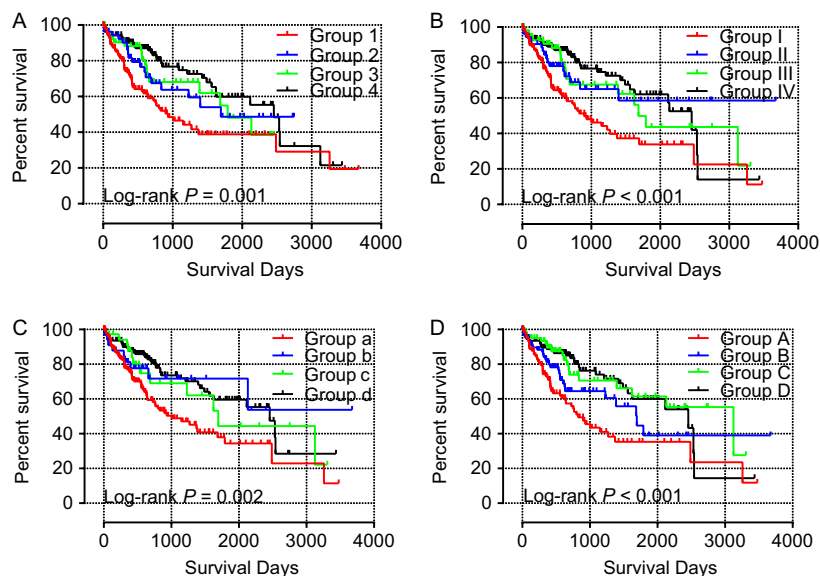 A
Percent survival
100
80
60
40
20
0
Group 1
Group 2
Group 3
Group 4
Log-rank P = 0.001
0 1000 2000 3000 4000
Survival Days
B
Percent survival
100
80
60
40
20
0
Group I
Group II
Group III
Group IV
Log-rank P < 0.001
0 1000 2000 3000 4000
Survival Days
C
Percent survival
100
80
60
40
20
0
Group a
Group b
Group c
Group d
Log-rank P = 0.002
0 1000 2000 3000 4000
Survival Days
D
Percent survival
100
80
60
40
20
0
Group A
Group B
Group C
Group D
Log-rank P < 0.001
0 1000 2000 3000 4000
Survival Days